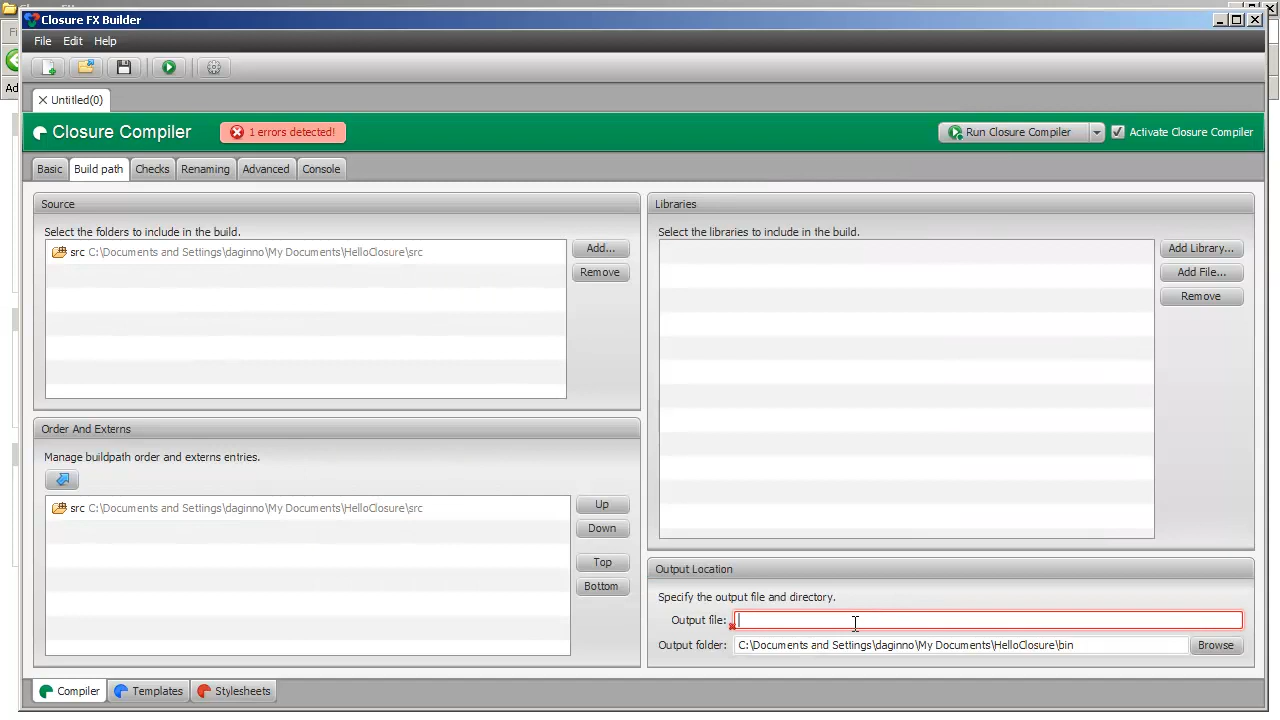 Closure FX Builder
File Edit Help
Untitled(0)
Closure Compiler
1 errors detected!
Run Closure Compiler
Activate Closure Compiler
Basic
Build path
Checks
Renaming
Advanced
Console
Source
Select the folders to include in the build.
src C:\Documents and Settings\daginno\My Documents\HelloClosure\src
Add...
Remove
Order And Externs
Manage buildpath order and externs entries.
src C:\Documents and Settings\daginno\My Documents\HelloClosure\src
Up
Down
Top
Bottom
Libraries
Select the libraries to include in the build.
Add Library...
Add File...
Remove
Output Location
Specify the output file and directory.
Output file:
Output folder: C:\Documents and Settings\daginno\My Documents\HelloClosure\bin
Browse
Compiler
Templates
Stylesheets